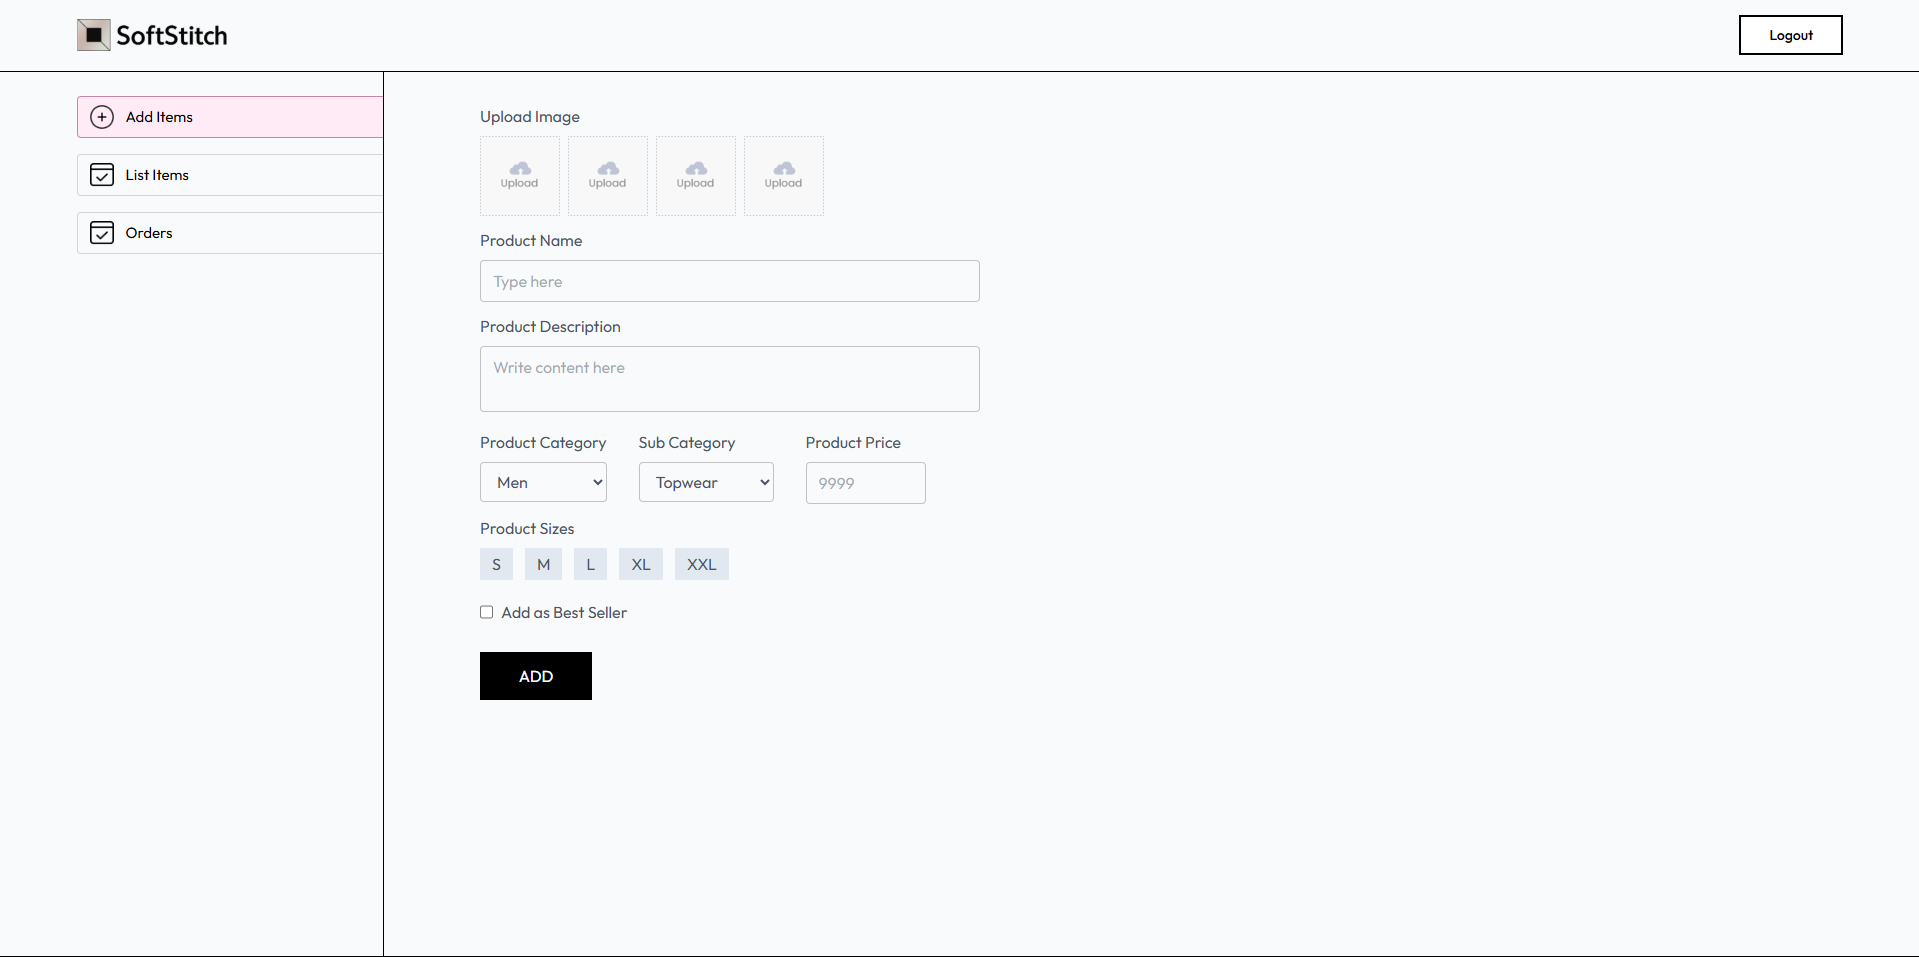 SoftStitch
Logout
Add Items
List Items
Orders
Upload Image
Upload Upload Upload Upload
Product Name
Type here
Product Description
Write content here
Product Category Sub Category Product Price
Men Topwear 9999
Product Sizes
S M L XL XXL
Add as Best Seller
ADD